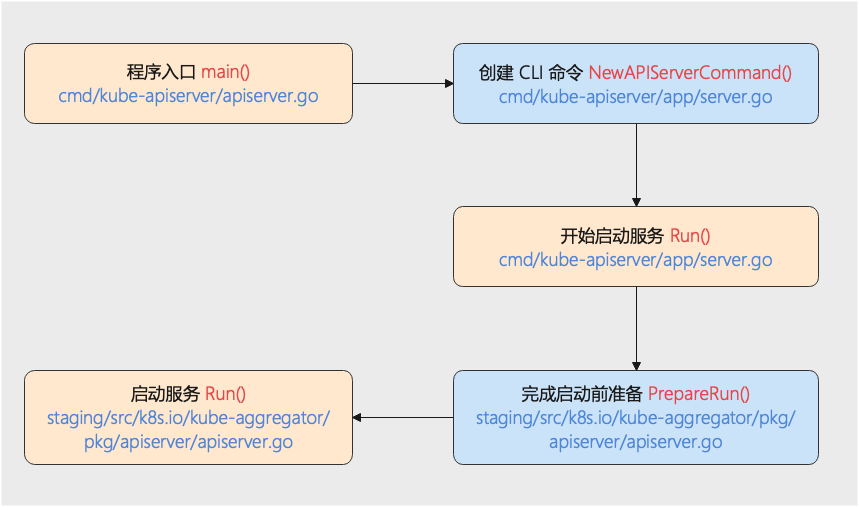 程序入口 main()
cmd/kube-apiserver/apiserver.go
创建 CLI 命令 NewAPIServerCommand()
cmd/kube-apiserver/app/server.go
开始启动服务 Run()
cmd/kube-apiserver/app/server.go
完成启动前准备 PrepareRun()
staging/src/k8s.io/kube-aggregator/pkg/
apiserver/apiserver.go
启动服务 Run()
staging/src/k8s.io/kube-aggregator/
pkg/apiserver/apiserver.go